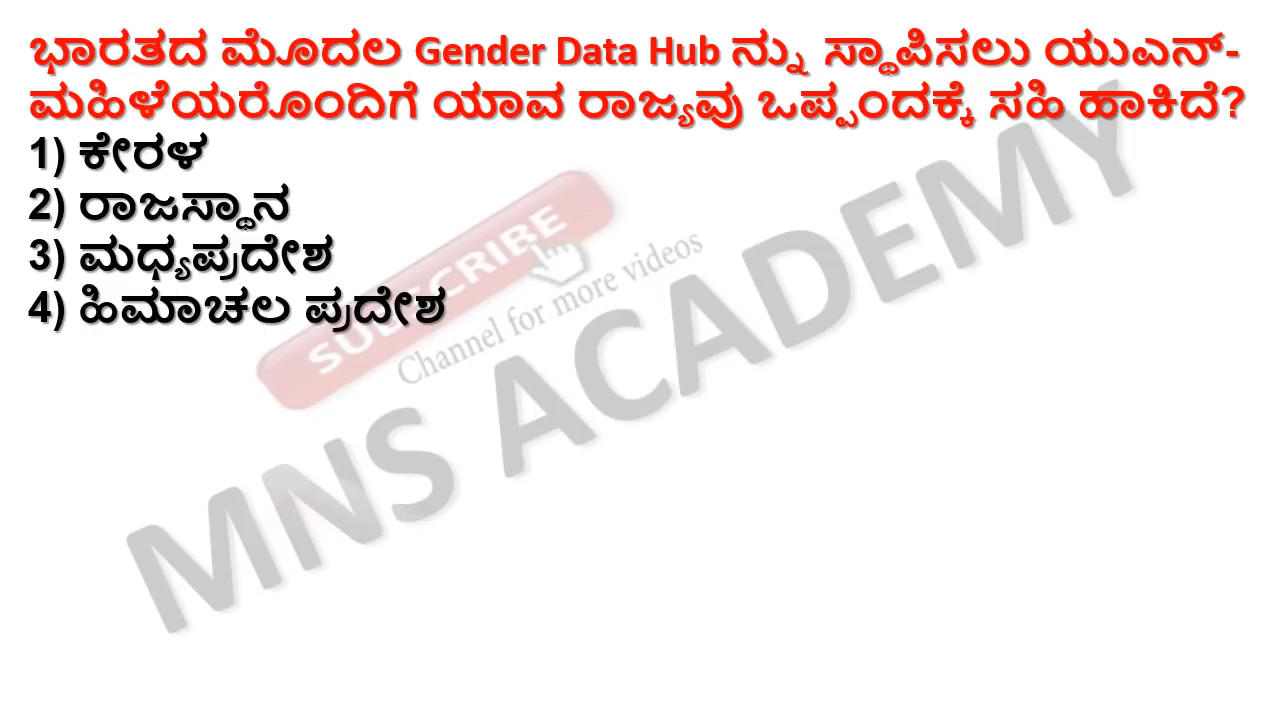 ಭಾರತದ ಮೊದಲ Gender Data Hub ನ್ನು ಸ್ಥಾಪಿಸಲು ಯುಎನ್-
ಮಹಿಳೆಯರೊಂದಿಗೆ ಯಾವ ರಾಜ್ಯವು ಒಪ್ಪಂದಕ್ಕೆ ಸಹಿ ಹಾಕಿದೆ?
1) ಕೇರಳ
2) ರಾಜಸ್ಥಾನ
3) ಮಧ್ಯಪ್ರದೇಶ
4) ಹಿಮಾಚಲ ಪ್ರದೇಶ
SUBSCRIBE
Channel for more videos
MNS ACADEMY